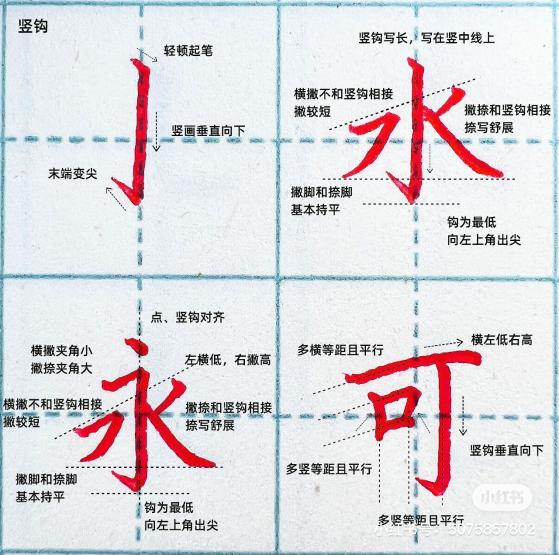 竖钩
轻顿起笔
竖画垂直向下
末端变尖
竖钩写长，写在竖中线上
横撇不和竖钩相接
撇较短
撇捺和竖钩相接
捺写舒展
水
撇脚和捺脚
基本持平
钩为最低
向左上角出尖
点、竖钩对齐
横撇夹角小
撇捺夹角大
左横低，右撇高
横撇不和竖钩相接
撇较短
撇捺和竖钩相接
捺写舒展
永
撇脚和捺脚
基本持平
钩为最低
向左上角出尖
横左低右高
多横等距且平行
可
竖钩垂直向下
多竖等距且平行
多竖等距且平行
小红书
5075857802